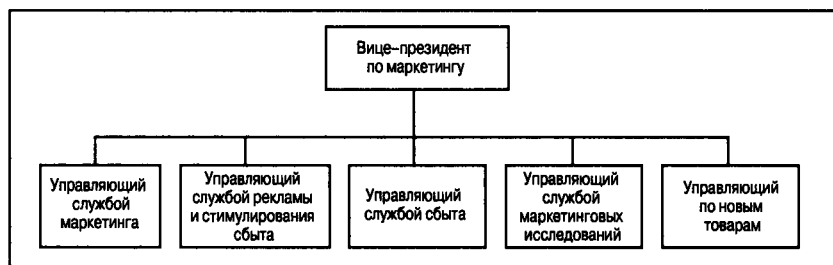 Вице-президент
по маркетингу
Управляющий
службой
маркетинга
Управляющий
службой рекламы
и стимулирования
сбыта
Управляющий
службой сбыта
Управляющий
службой
маркетинговых
исследований
Управляющий
по новым
товарам